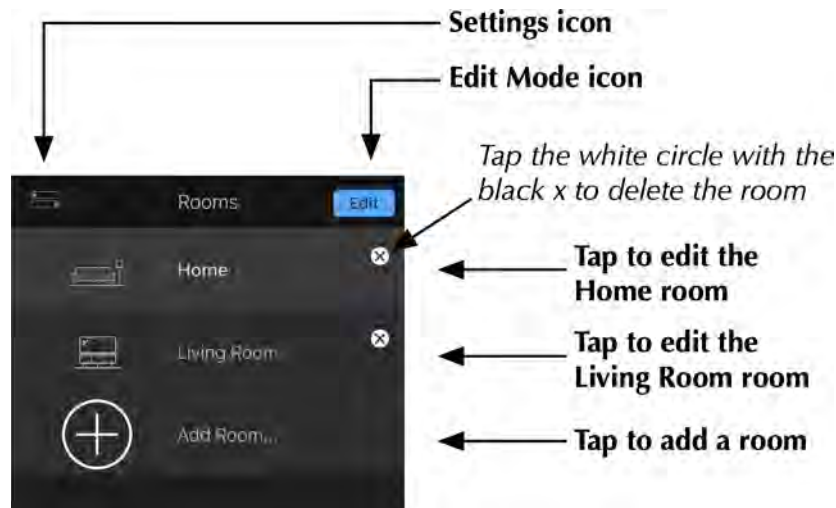 Settings icon
Edit Mode icon
Tap the white circle with the
black x to delete the room
Rooms
Edit
Home
Tap to edit the
Home room
Living Room
Tap to edit the
Living Room room
Add Room...
Tap to add a room